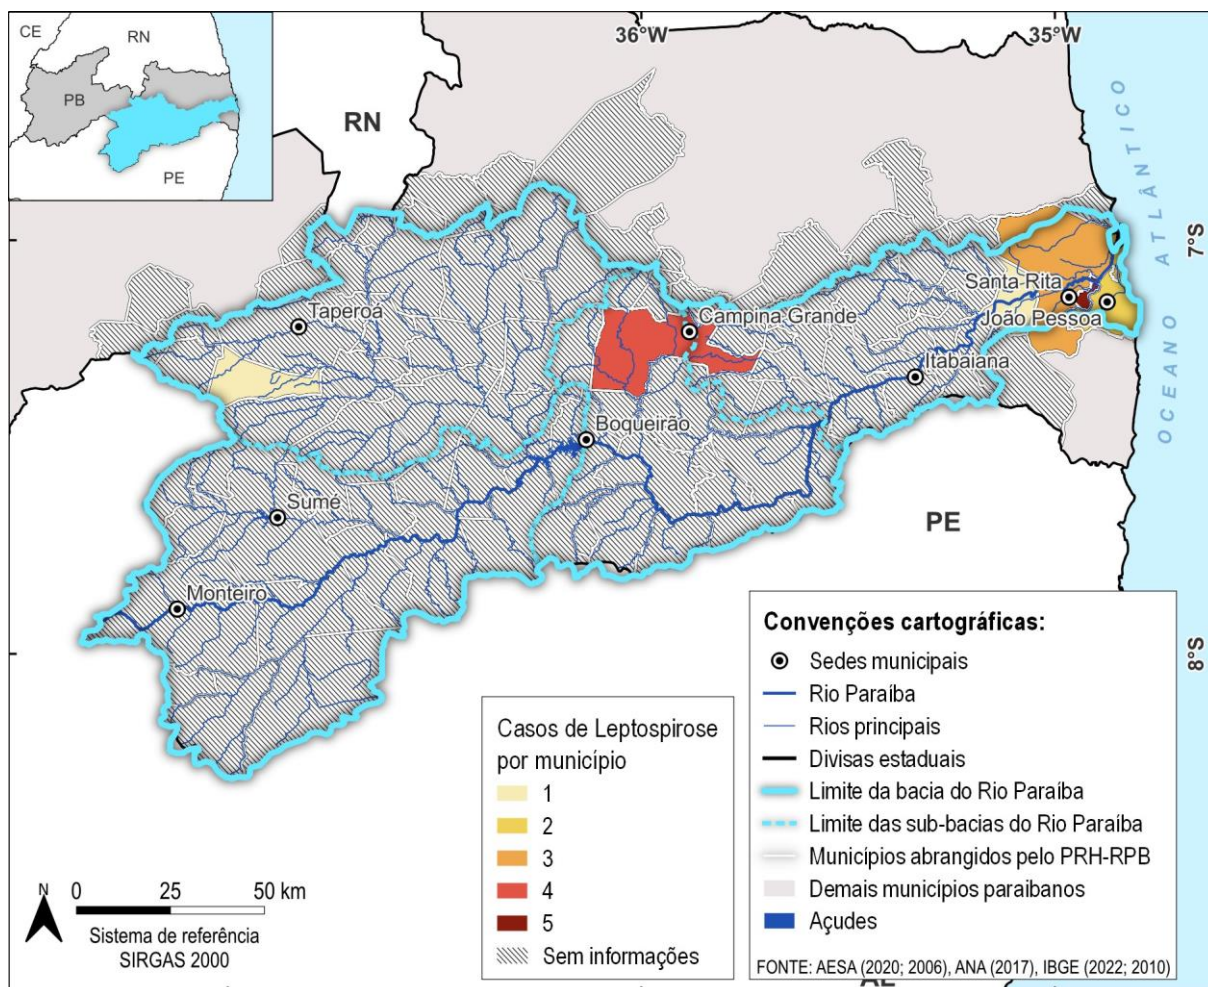 CE
RN
PB
PE
36°W
35°W
RN
7°S
OCEANO ATLÂNTICO
Santa Rita
João Pessoa
Taperoá
Campina Grande
Itabaiana
Boqueirão
Sumé
PE
Monteiro
8°S
Casos de Leptospirose
por município
1
2
3
4
5
Sem informações
Convenções cartográficas:
Sedes municipais
Rio Paraíba
Rios principais
Divisas estaduais
Limite da bacia do Rio Paraíba
Limite das sub-bacias do Rio Paraíba
Municípios abrangidos pelo PRH-RPB
Demais municípios paraibanos
Açudes
FONTE: AESA (2020; 2006), ANA (2017), IBGE (2022; 2010)
N
0 25 50 km
Sistema de referência
SIRGAS 2000